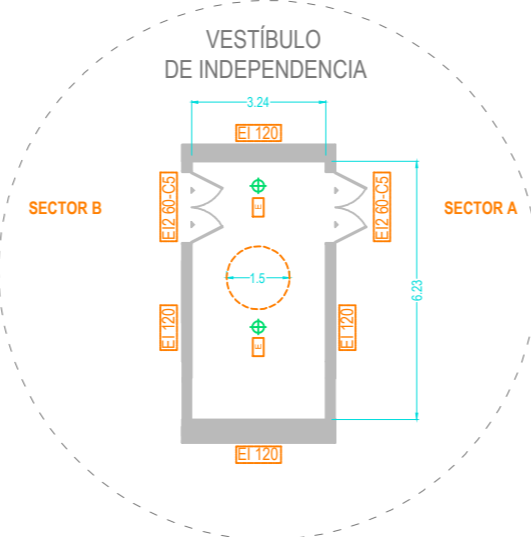 VESTÍBULO
DE INDEPENDENCIA
3.24
EI 120
EI2 60-C5
EI2 60-C5
SECTOR B
SECTOR A
E
1.5
6.23
EI 120
EI 120
E
EI 120